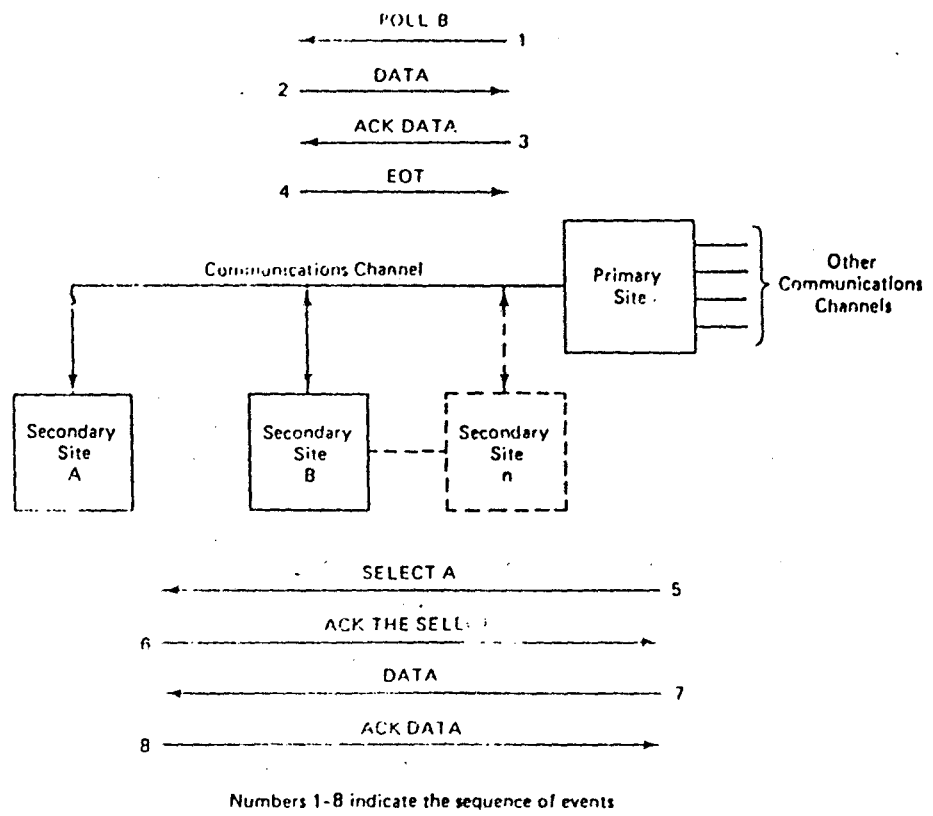 POLL B
1
DATA
2
ACK DATA
3
EOT
4
Communications Channel
Primary
Site
Other
Communications
Channels
Secondary
Site
A
Secondary
Site
B
Secondary
Site
n
SELECT A
5
ACK THE
6
DATA
7
ACK DATA
8
Numbers 1-8 indicate the sequence of events